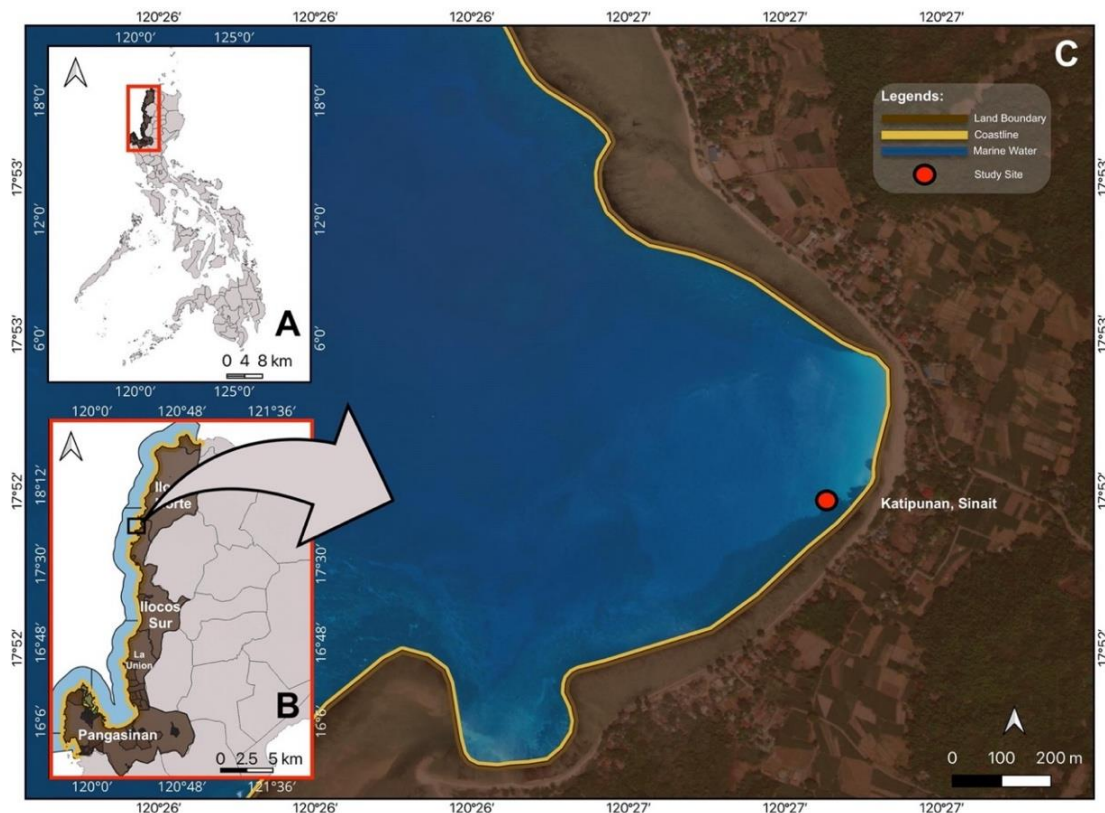 120°26′ 120°26′ 120°26′ 120°27′ 120°27′ 120°27′
120°0′ 125°0′
18°0′
12°0′
6°0′
A
0 4 8 km
120°0′ 125°0′
C
Legends:
Land Boundary
Coastline
Marine Water
Study Site
17°53′ 17°53′
17°53′ 17°53′
17°52′ 17°52′
17°52′ 17°52′
Katipunan, Sinait
120°0′ 120°48′ 121°36′
18°12′ 18°12′
17°30′ 17°30′
16°48′ 16°48′
16°6′ 16°6′
Ilocos
Sur
La
Union
Pangasinan
B
0 2.5 5 km
120°0′ 120°48′ 121°36′
0 100 200 m
120°26′ 120°26′ 120°26′ 120°27′ 120°27′ 120°27′